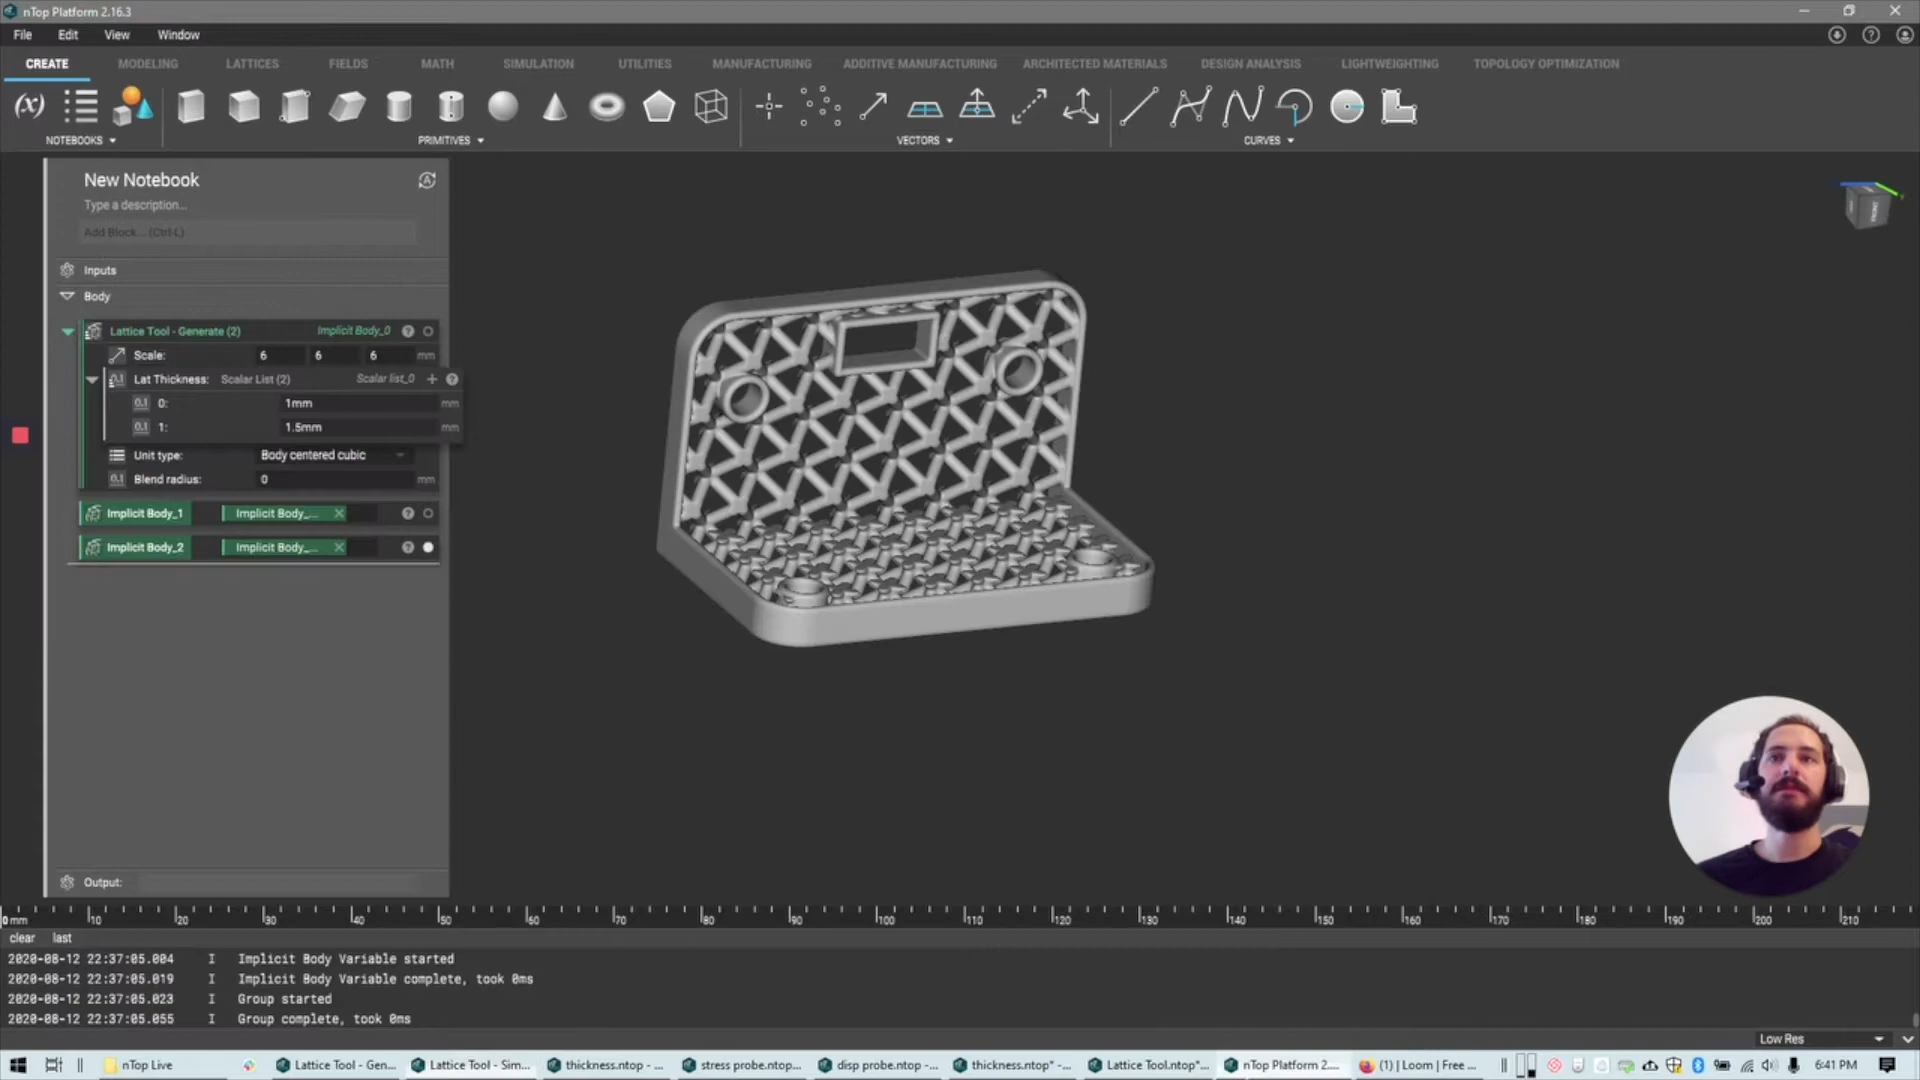 nTop Platform 2.16.3
File Edit View Window
CREATE MODELING LATTICES FIELDS MATH SIMULATION UTILITIES MANUFACTURING ADDITIVE MANUFACTURING ARCHITECTED MATERIALS DESIGN ANALYSIS LIGHTWEIGHTING TOPOLOGY OPTIMIZATION
(x)
NOTEBOOKS PRIMITIVES VECTORS CURVES
New Notebook
Type a description...
Add Block... (Ctrl-L)
Inputs
Body
Lattice Tool - Generate (2) Implicit Body_0
Scale: 6 6 6 mm
Lat Thickness: Scalar List (2) Scalar list_0
0.1 0: 1mm mm
0.1 1: 1.5mm mm
Unit type: Body centered cubic
0.1 Blend radius: 0 mm
Implicit Body_1 Implicit Body_...
Implicit Body_2 Implicit Body_...
Output:
0mm 10 20 30 40 50 60 70 80 90 100 110 120 130 140 150 160 170 180 190 200 210
clear last
2020-08-12 22:37:05.004 I Implicit Body Variable started
2020-08-12 22:37:05.019 I Implicit Body Variable complete, took 0ms
2020-08-12 22:37:05.023 I Group started
2020-08-12 22:37:05.055 I Group complete, took 0ms
Low Res
nTop Live Lattice Tool - Gen... Lattice Tool - Sim... thickness.ntop - ... stress probe.ntop... disp probe.ntop -... thickness.ntop* -... Lattice Tool.ntop*... nTop Platform 2.... (1) | Loom | Free ... 6:41 PM